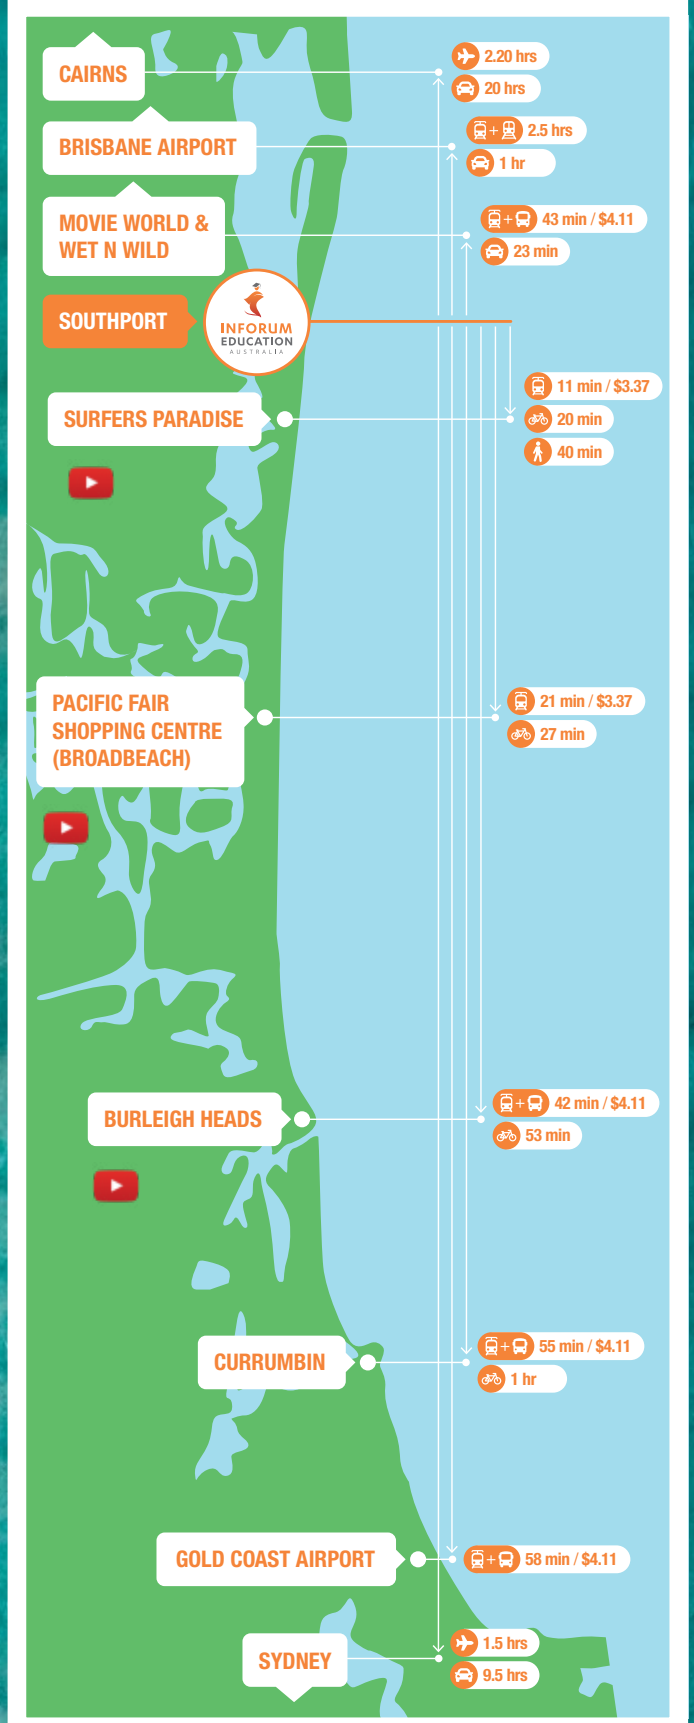 CAIRNS
2.20 hrs
20 hrs
BRISBANE AIRPORT
+ 2.5 hrs
1 hr
MOVIE WORLD &
WET N WILD
+ 43 min / $4.11
23 min
SOUTHPORT
INFORUM
EDUCATION
AUSTRALIA
SURFERS PARADISE
11 min / $3.37
20 min
40 min
PACIFIC FAIR
SHOPPING CENTRE
(BROADBEACH)
21 min / $3.37
27 min
BURLEIGH HEADS
+ 42 min / $4.11
53 min
CURRUMBIN
+ 55 min / $4.11
1 hr
GOLD COAST AIRPORT
+ 58 min / $4.11
SYDNEY
1.5 hrs
9.5 hrs